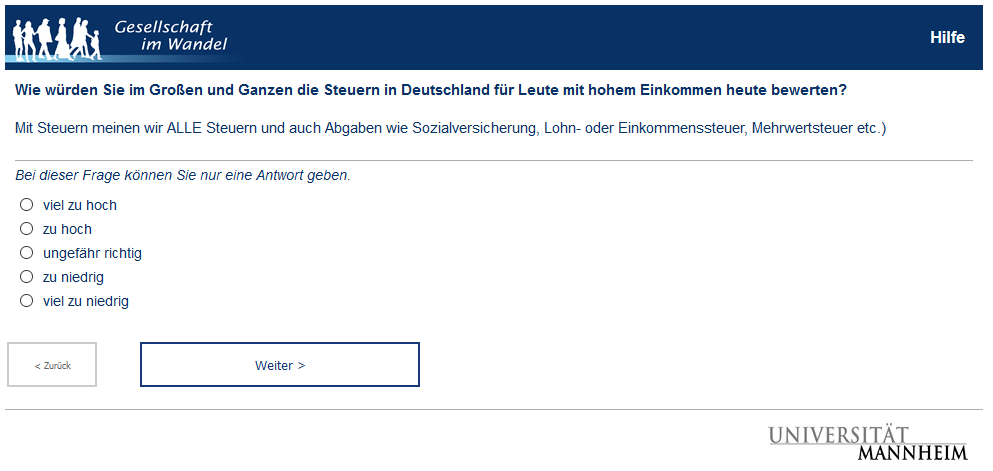 Gesellschaft
im Wandel
Hilfe
Wie würden Sie im Großen und Ganzen die Steuern in Deutschland für Leute mit hohem Einkommen heute bewerten?
Mit Steuern meinen wir ALLE Steuern und auch Abgaben wie Sozialversicherung, Lohn- oder Einkommenssteuer, Mehrwertsteuer etc.)
Bei dieser Frage können Sie nur eine Antwort geben.
viel zu hoch
zu hoch
ungefähr richtig
zu niedrig
viel zu niedrig
< Zurück
Weiter >
UNIVERSITÄT
MANNHEIM